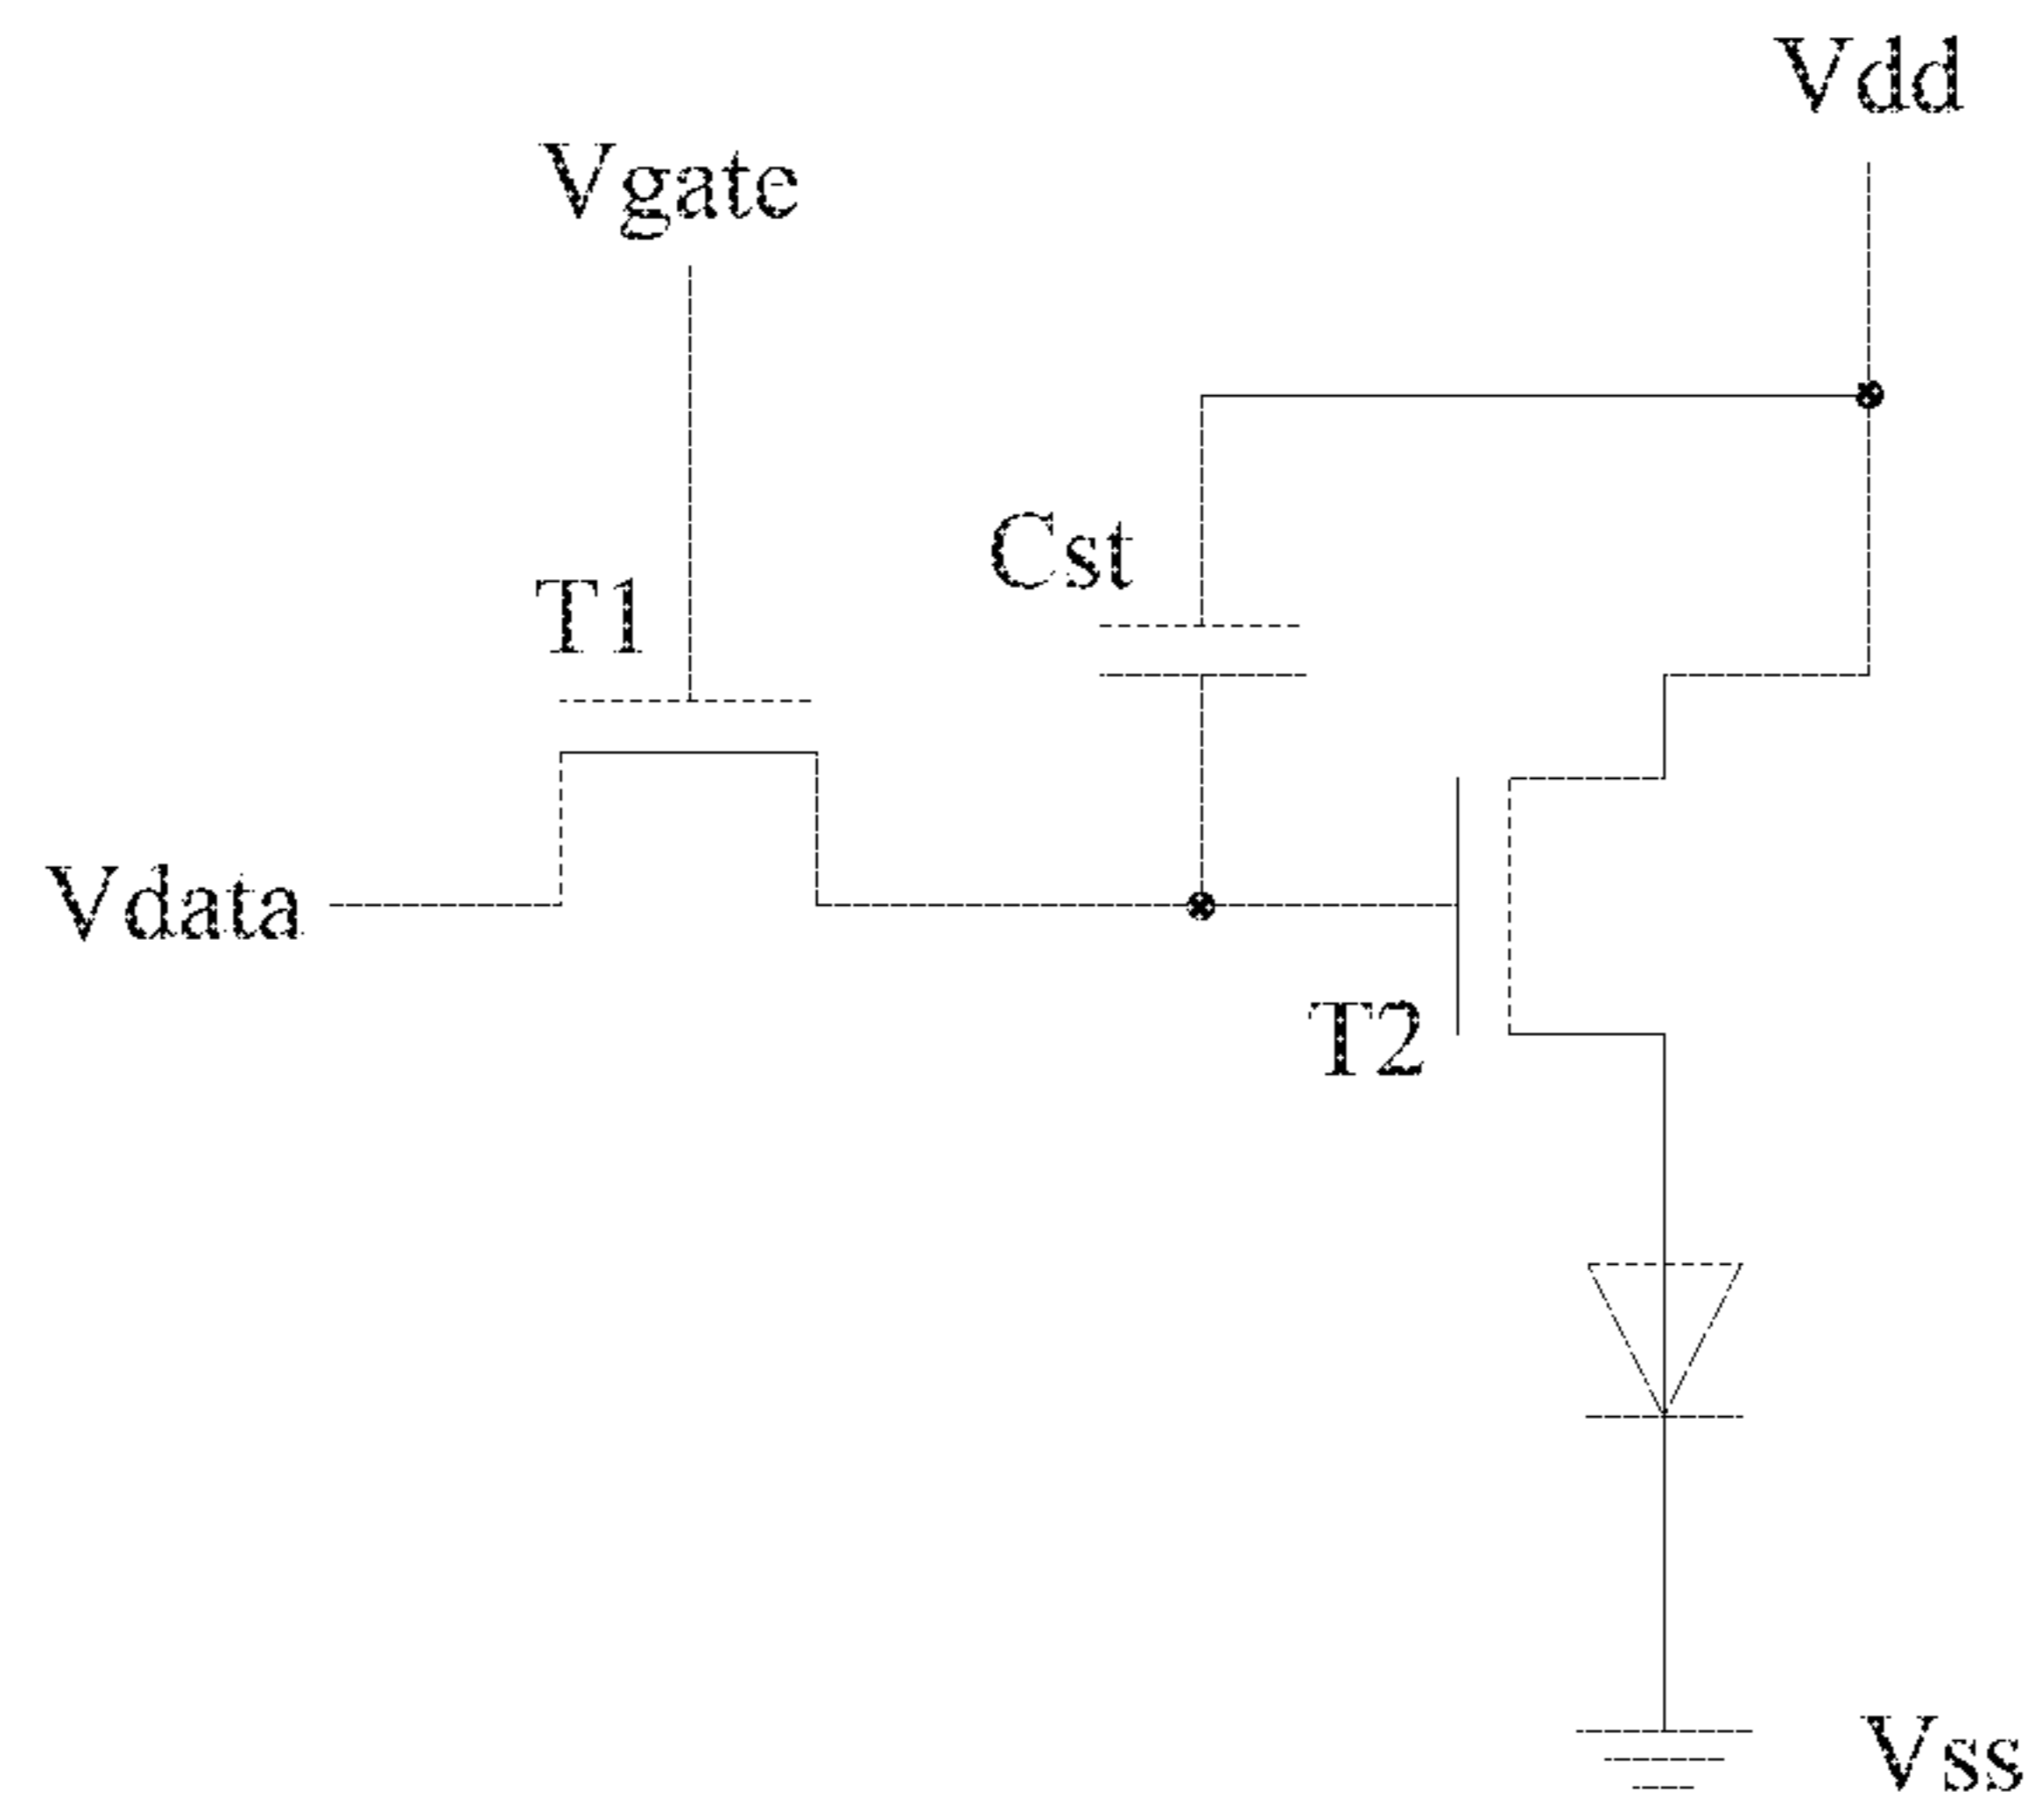 Vdd
Vgate
Cst
T1
Vdata
T2
Vss